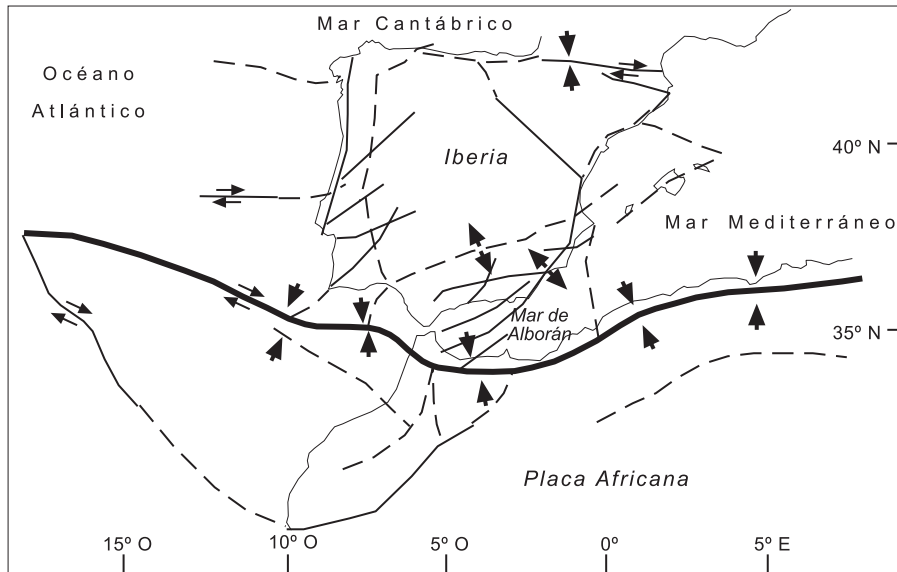 Mar Cantábrico
Océano
Atlántico
40º N
Iberia
Mar Mediterráneo
Mar de
Alborán
35º N
Placa Africana
15º O
10º O
5º O
0º
5º E